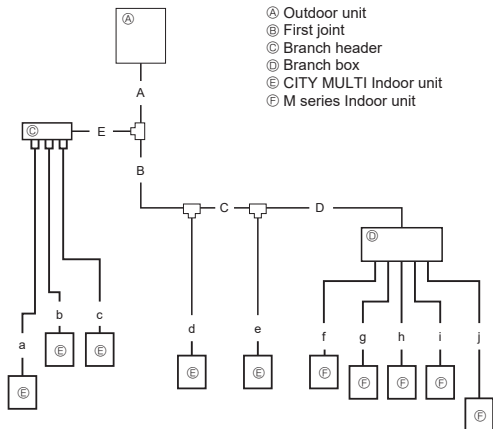 Ⓐ
Ⓐ Outdoor unit
Ⓑ First joint
Ⓒ Branch header
Ⓓ Branch box
Ⓔ CITY MULTI Indoor unit
Ⓕ M series Indoor unit
A
Ⓒ
E
B
C
D
Ⓓ
a
b
c
d
e
f
g
h
i
j
Ⓔ
Ⓔ
Ⓔ
Ⓔ
Ⓔ
Ⓕ
Ⓕ
Ⓕ
Ⓕ
Ⓕ